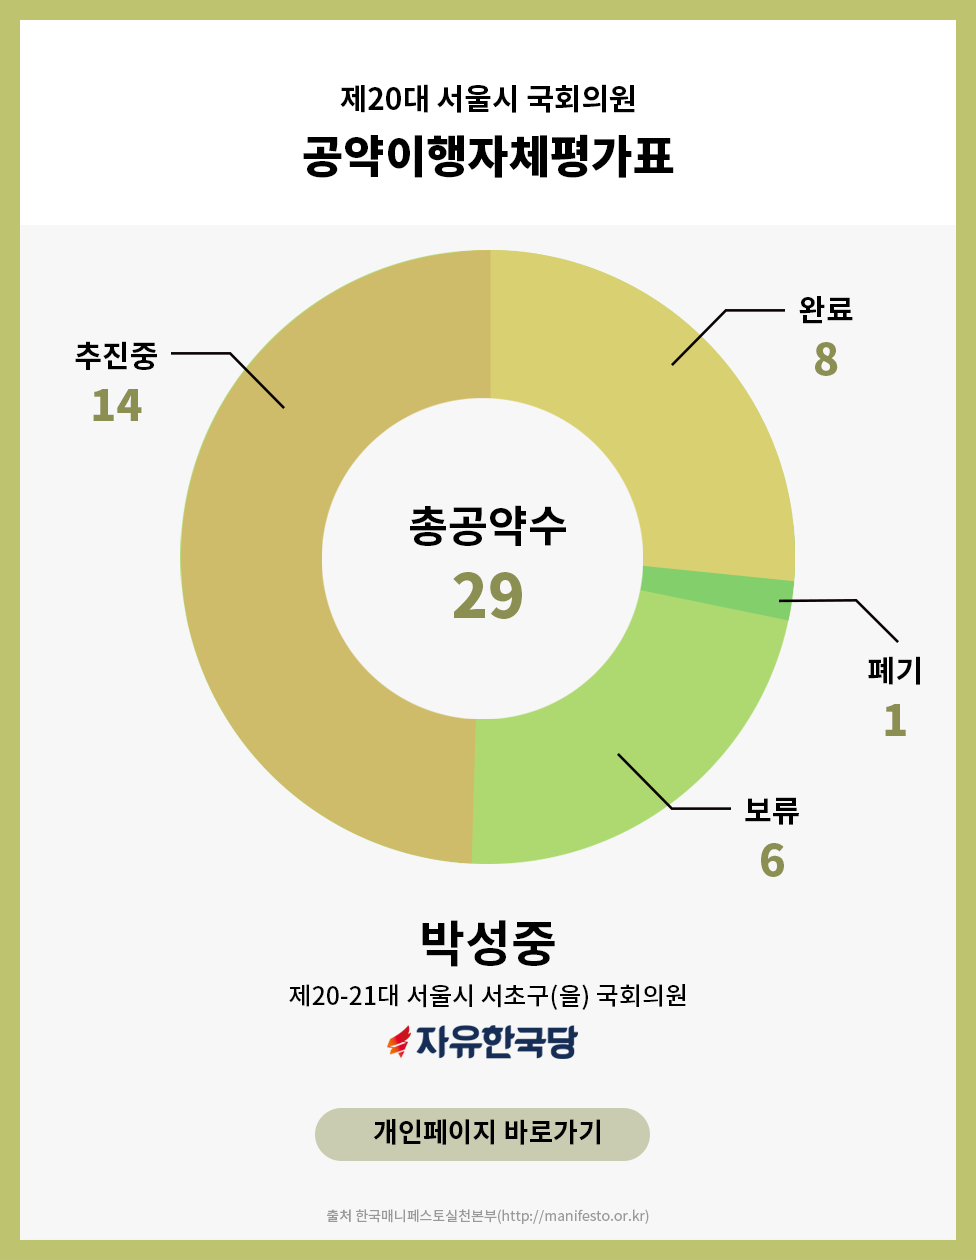 제20대 서울시 국회의원
공약이행자체평가표
완료
8
추진중
14
총공약수
29
폐기
1
보류
6
박성중
제20-21대 서울시 서초구(을) 국회의원
자유한국당
개인페이지 바로가기
출처 한국매니페스토실천본부(http://manifesto.or.kr)